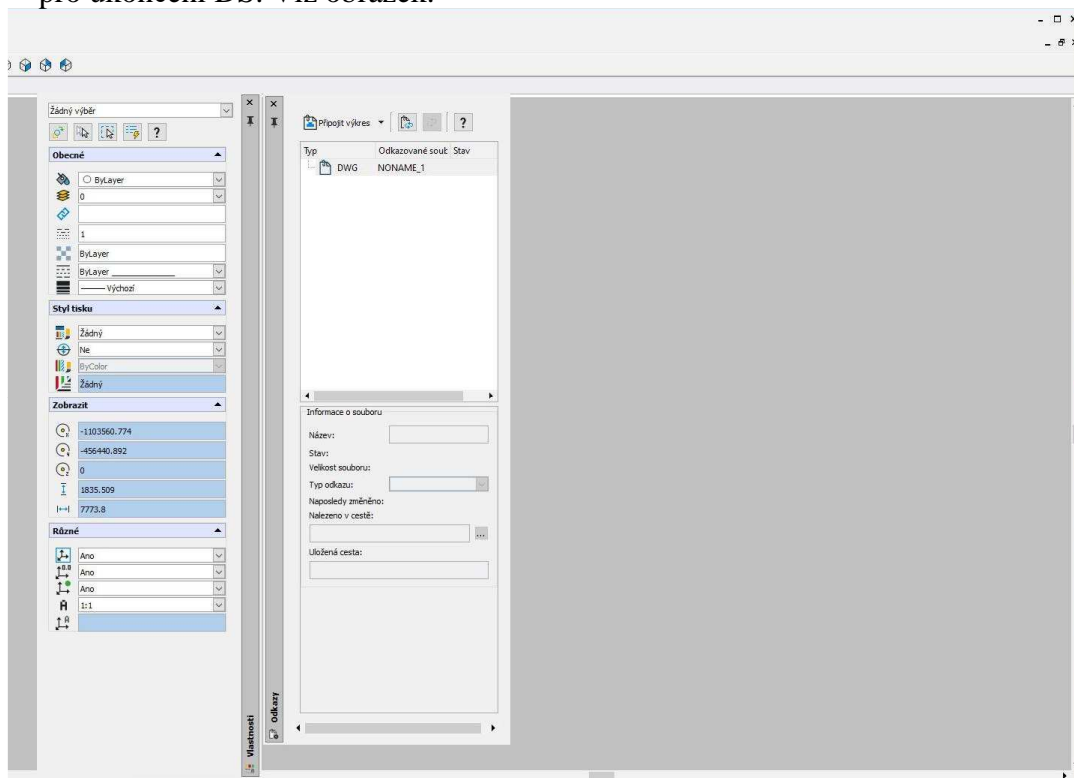 pro ukončení DS. Viz obrázek.
Žádný výběr
?
Obecné
ByLayer
0
1
ByLayer
ByLayer
Výchozí
Styl tisku
Žádný
Ne
ByColor
Žádný
Zobrazit
-1103560.774
-456440.892
0
1835.509
7773.8
Různé
Ano
Ano
Ano
1:1
Vlastnosti
Připojit výkres
?
Typ Odkazované soub Stav
DWG NONAME_1
Informace o souboru
Název:
Stav:
Velikost souboru:
Typ odkazu:
Naposledy změněno:
Nalezeno v cestě:
...
Uložená cesta:
Odkazy